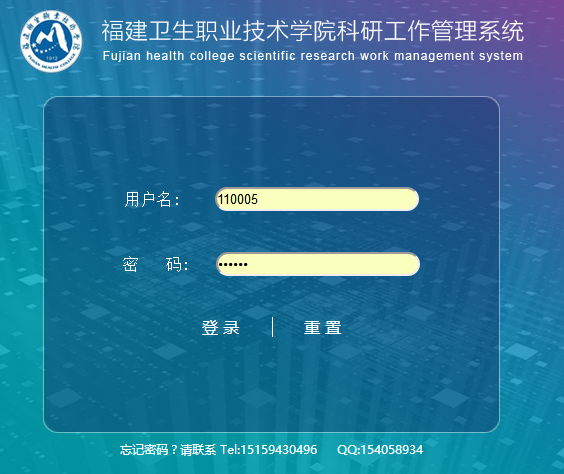 福建卫生职业技术学院科研工作管理系统
Fujian health college scientific research work management system
用户名: 110005
密 码: ••••••
登 录 | 重 置
忘记密码？请联系 Tel:15159430496 QQ:154058934